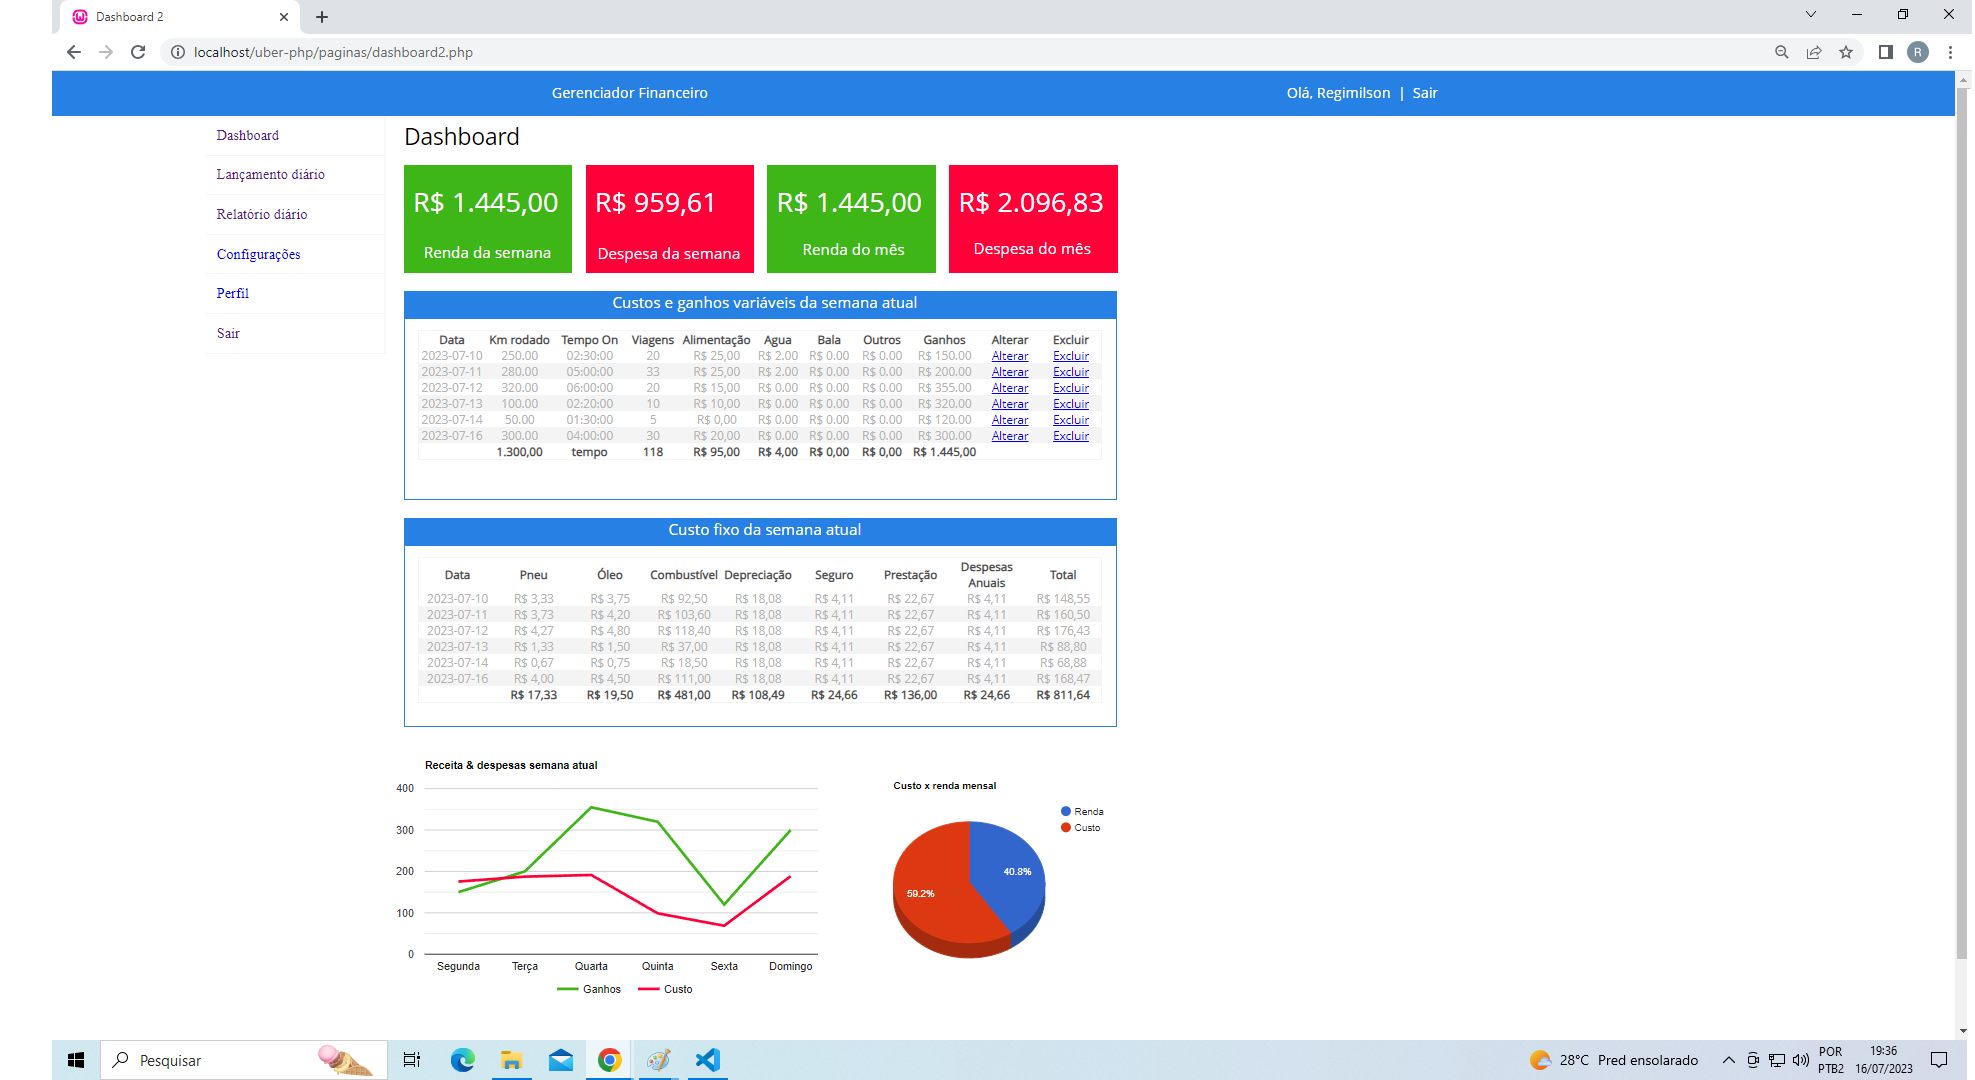 Dashboard 2
localhost/uber-php/paginas/dashboard2.php
R
Gerenciador Financeiro
Olá, Regimilson | Sair
Dashboard
Lançamento diário
Relatório diário
Configurações
Perfil
Sair
Dashboard
R$ 1.445,00
Renda da semana
R$ 959,61
Despesa da semana
R$ 1.445,00
Renda do mês
R$ 2.096,83
Despesa do mês
Custos e ganhos variáveis da semana atual
Data Km rodado Tempo On Viagens Alimentação Agua Bala Outros Ganhos Alterar Excluir
2023-07-10 250.00 02:30:00 20 R$ 25,00 R$ 2.00 R$ 0.00 R$ 0.00 R$ 150.00 Alterar Excluir
2023-07-11 280.00 05:00:00 33 R$ 25,00 R$ 2.00 R$ 0.00 R$ 0.00 R$ 200.00 Alterar Excluir
2023-07-12 320.00 06:00:00 20 R$ 15,00 R$ 0.00 R$ 0.00 R$ 0.00 R$ 355.00 Alterar Excluir
2023-07-13 100.00 02:20:00 10 R$ 10,00 R$ 0.00 R$ 0.00 R$ 0.00 R$ 320.00 Alterar Excluir
2023-07-14 50.00 01:30:00 5 R$ 0,00 R$ 0.00 R$ 0.00 R$ 0.00 R$ 120.00 Alterar Excluir
2023-07-16 300.00 04:00:00 30 R$ 20,00 R$ 0.00 R$ 0.00 R$ 0.00 R$ 300.00 Alterar Excluir
1.300,00 tempo 118 R$ 95,00 R$ 4,00 R$ 0,00 R$ 0,00 R$ 1.445,00
Custo fixo da semana atual
Data Pneu Óleo Combustível Depreciação Seguro Prestação Despesas Anuais Total
2023-07-10 R$ 3,33 R$ 3,75 R$ 92,50 R$ 18,08 R$ 4,11 R$ 22,67 R$ 4,11 R$ 148,55
2023-07-11 R$ 3,73 R$ 4,20 R$ 103,60 R$ 18,08 R$ 4,11 R$ 22,67 R$ 4,11 R$ 160,50
2023-07-12 R$ 4,27 R$ 4,80 R$ 118,40 R$ 18,08 R$ 4,11 R$ 22,67 R$ 4,11 R$ 176,43
2023-07-13 R$ 1,33 R$ 1,50 R$ 37,00 R$ 18,08 R$ 4,11 R$ 22,67 R$ 4,11 R$ 88,80
2023-07-14 R$ 0,67 R$ 0,75 R$ 18,50 R$ 18,08 R$ 4,11 R$ 22,67 R$ 4,11 R$ 68,88
2023-07-16 R$ 4,00 R$ 4,50 R$ 111,00 R$ 18,08 R$ 4,11 R$ 22,67 R$ 4,11 R$ 168,47
R$ 17,33 R$ 19,50 R$ 481,00 R$ 108,49 R$ 24,66 R$ 136,00 R$ 24,66 R$ 811,64
Receita & despesas semana atual
400
300
200
100
0
Segunda Terça Quarta Quinta Sexta Domingo
Ganhos Custo
Custo x renda mensal
Renda
Custo
40.8%
59.2%
Pesquisar
28°C Pred ensolarado
POR
PTB2
19:36
16/07/2023